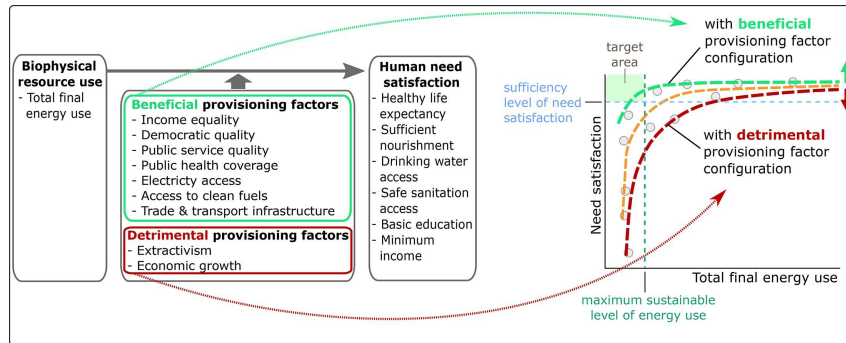 Biophysical
resource use
- Total final
energy use
Beneficial provisioning factors
- Income equality
- Democratic quality
- Public service quality
- Public health coverage
- Electricty access
- Access to clean fuels
- Trade & transport infrastructure
Detrimental provisioning factors
- Extractivism
- Economic growth
Human need
satisfaction
- Healthy life
expectancy
- Sufficient
nourishment
- Drinking water
access
- Safe sanitation
access
- Basic education
- Minimum
income
target
area
with beneficial
provisioning factor
configuration
sufficiency
level of need
satisfaction
with detrimental
provisioning factor
configuration
Need satisfaction
Total final energy use
maximum sustainable
level of energy use